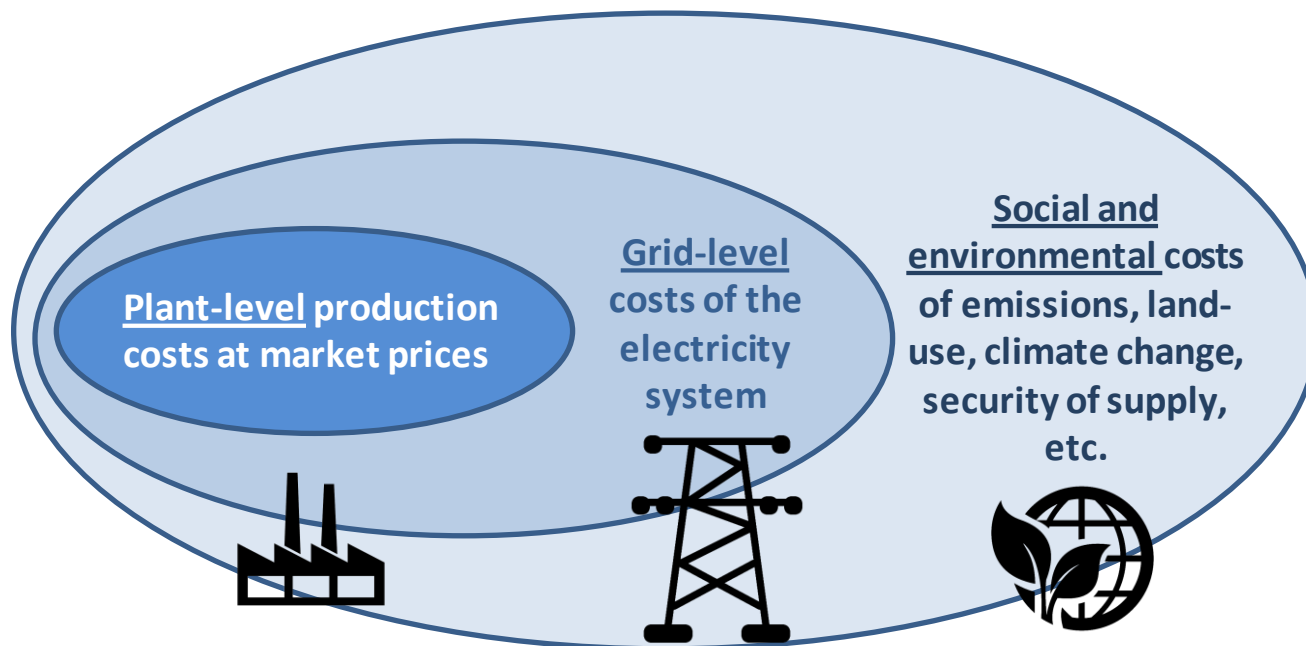 Plant-level production
costs at market prices
Grid-level
costs of the
electricity
system
Social and
environmental costs
of emissions, land-
use, climate change,
security of supply,
etc.